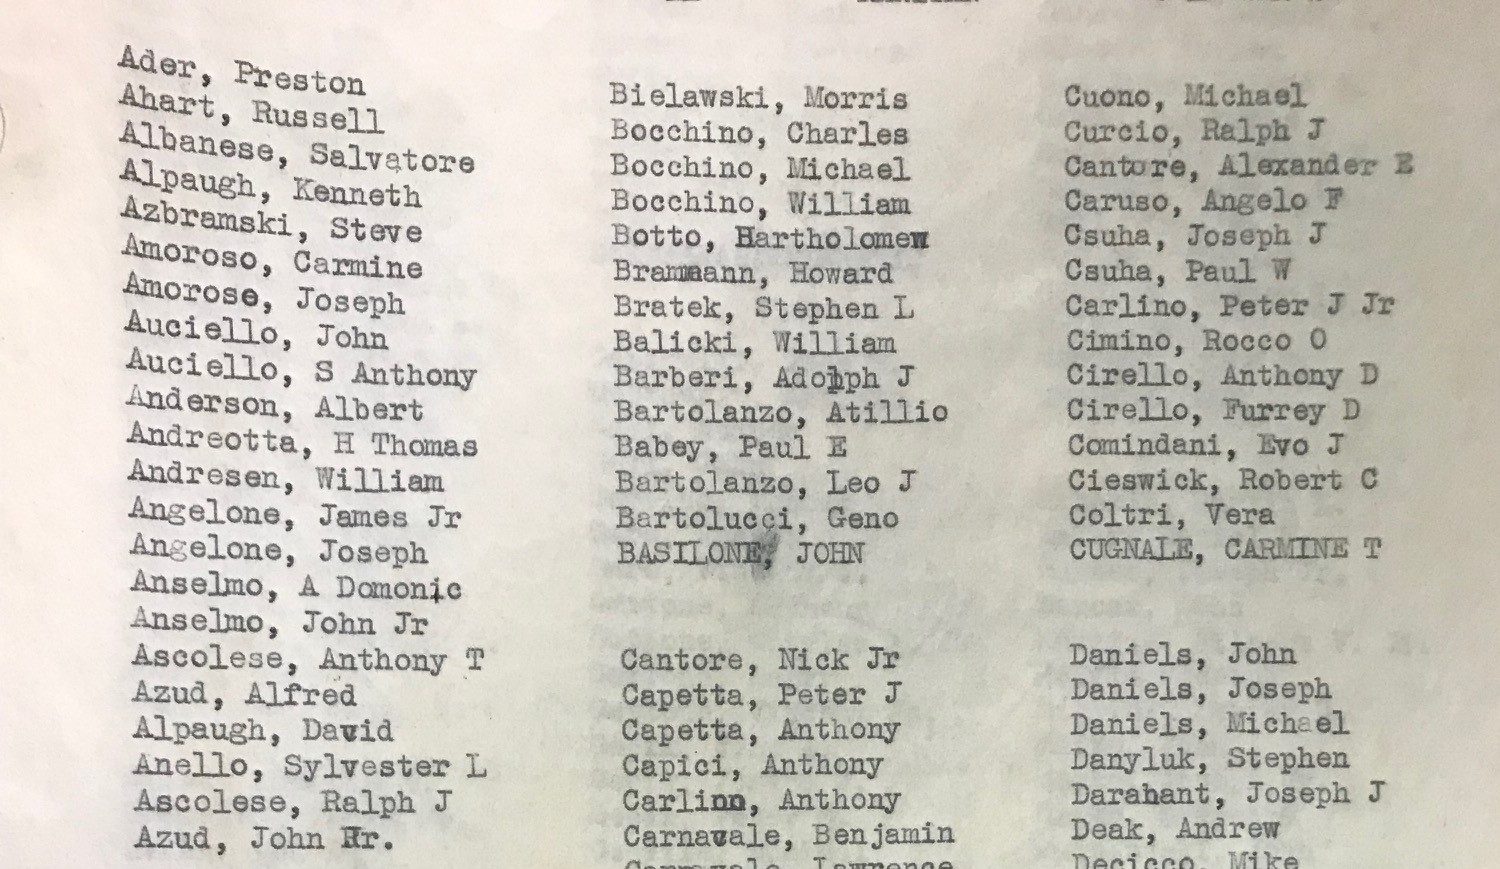 Ader, Preston
Ahart, Russell
Albanese, Salvatore
Alpaugh, Kenneth
Azbramski, Steve
Amoroso, Carmine
Amorose, Joseph
Auciello, John
Auciello, S Anthony
Anderson, Albert
Andreotta, H Thomas
Andresen, William
Angelone, James Jr
Angelone, Joseph
Anselmo, A Domonic
Anselmo, John Jr
Ascolese, Anthony T
Azud, Alfred
Alpaugh, David
Anello, Sylvester L
Ascolese, Ralph J
Azud, John
Bielawski, Morris
Bocchino, Charles
Bocchino, Michael
Bocchino, William
Botto, Bartholomew
Brammann, Howard
Bratek, Stephen L
Balicki, William
Barberi, Adolph J
Bartolanzo, Atillio
Babey, Paul E
Bartolanzo, Leo J
Bartolucci, Geno
BASILONE, JOHN
Cantore, Nick Jr
Capetta, Peter J
Capetta, Anthony
Capici, Anthony
Anthony
Carnavale, Benjamin
Lawrence
Cuono, Michael
Curcio, Ralph J
Cantore, Alexander E
Caruso, Angelo F
Csuha, Joseph J
Csuha, Paul W
Carlino, Peter J Jr
Cimino, Rocco O
Cirello, Anthony D
Cirello, Furrey D
Comindani, Evo J
Cieswick, Robert C
Coltri, Vera
CUGNALE, CARMINE T
Daniels, John
Daniels, Joseph
Daniels, Michael
Danyluk, Stephen
Darahant, Joseph J
Deak, Andrew
Decicco, Mike